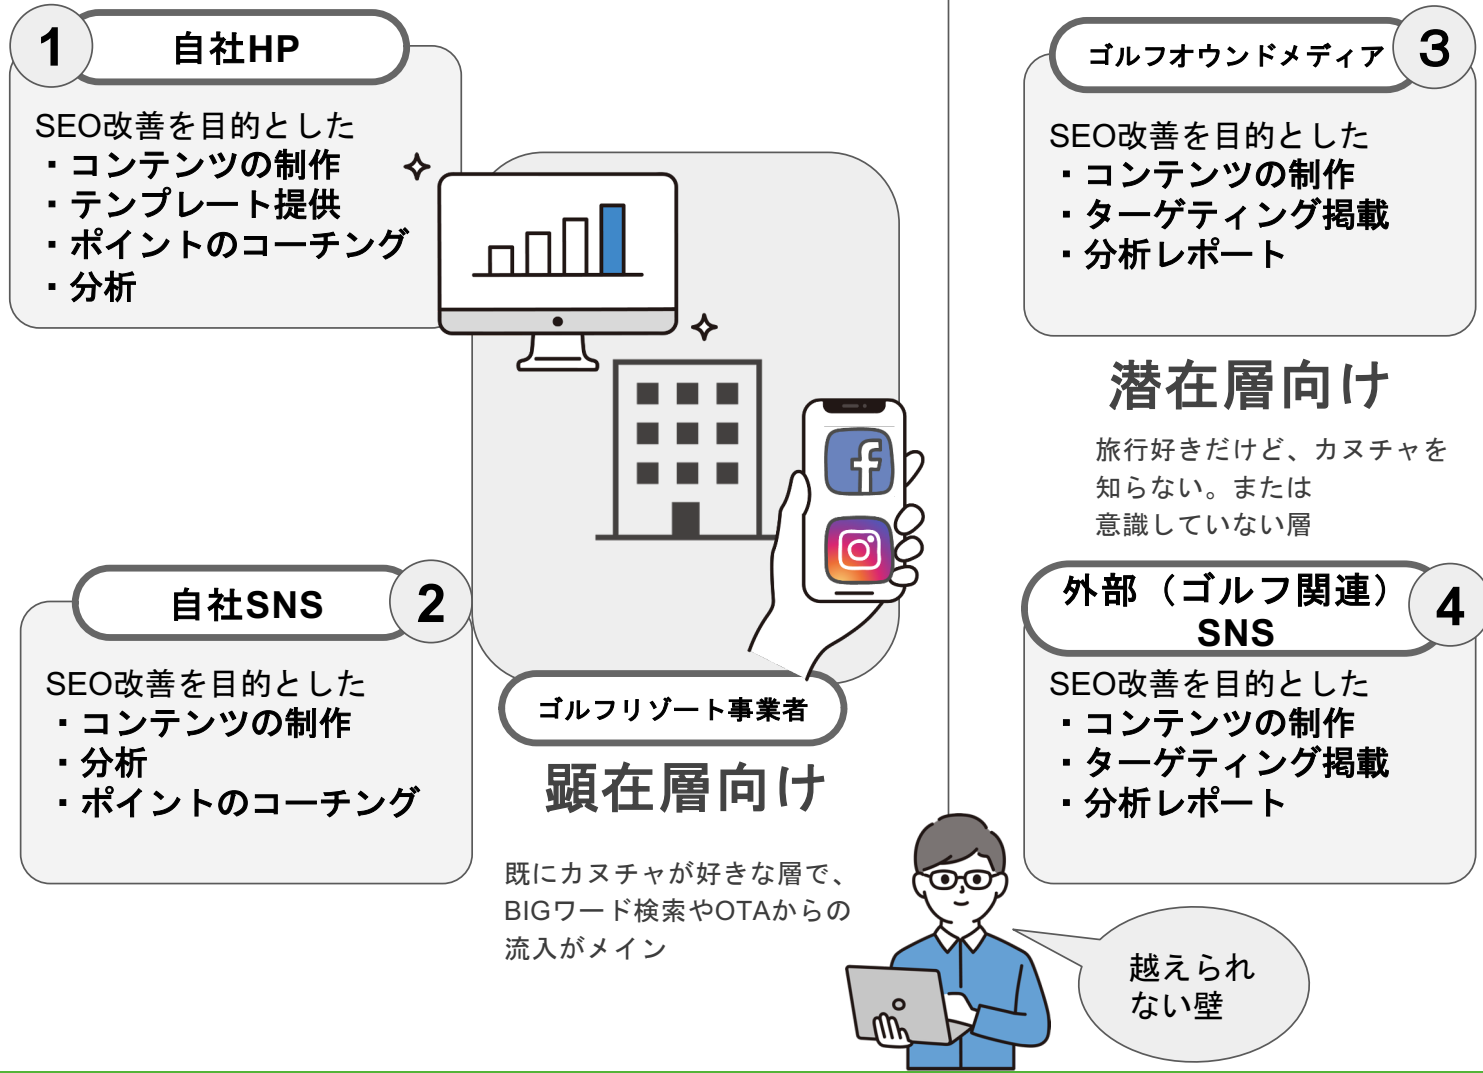 1
自社HP
SEO改善を目的とした
・コンテンツの制作
・テンプレート提供
・ポイントのコーチング
・分析
2
自社SNS
SEO改善を目的とした
・コンテンツの制作
・分析
・ポイントのコーチング
ゴルフリゾート事業者
顕在層向け
既にカヌチャが好きな層で、
BIGワード検索やOTAからの
流入がメイン
3
ゴルフオウンドメディア
SEO改善を目的とした
・コンテンツの制作
・ターゲティング掲載
・分析レポート
潜在層向け
旅行好きだけど、カヌチャを
知らない。または
意識していない層
4
外部（ゴルフ関連）
SNS
SEO改善を目的とした
・コンテンツの制作
・ターゲティング掲載
・分析レポート
越えられ
ない壁